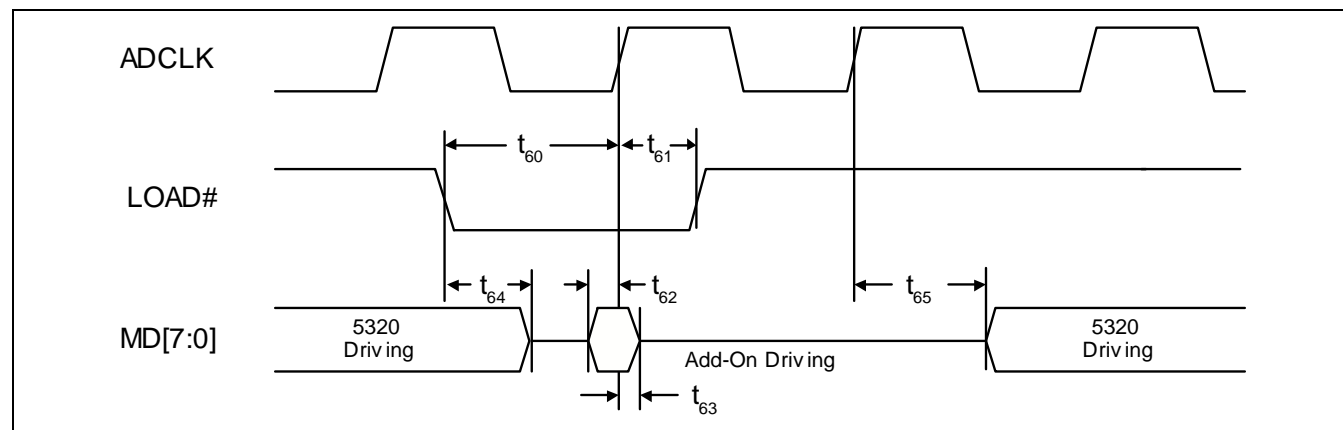 ADCLK
t60
t61
LOAD#
t64
t62
t65
MD[7:0]
5320
Driving
Add-On Driving
5320
Driving
t63